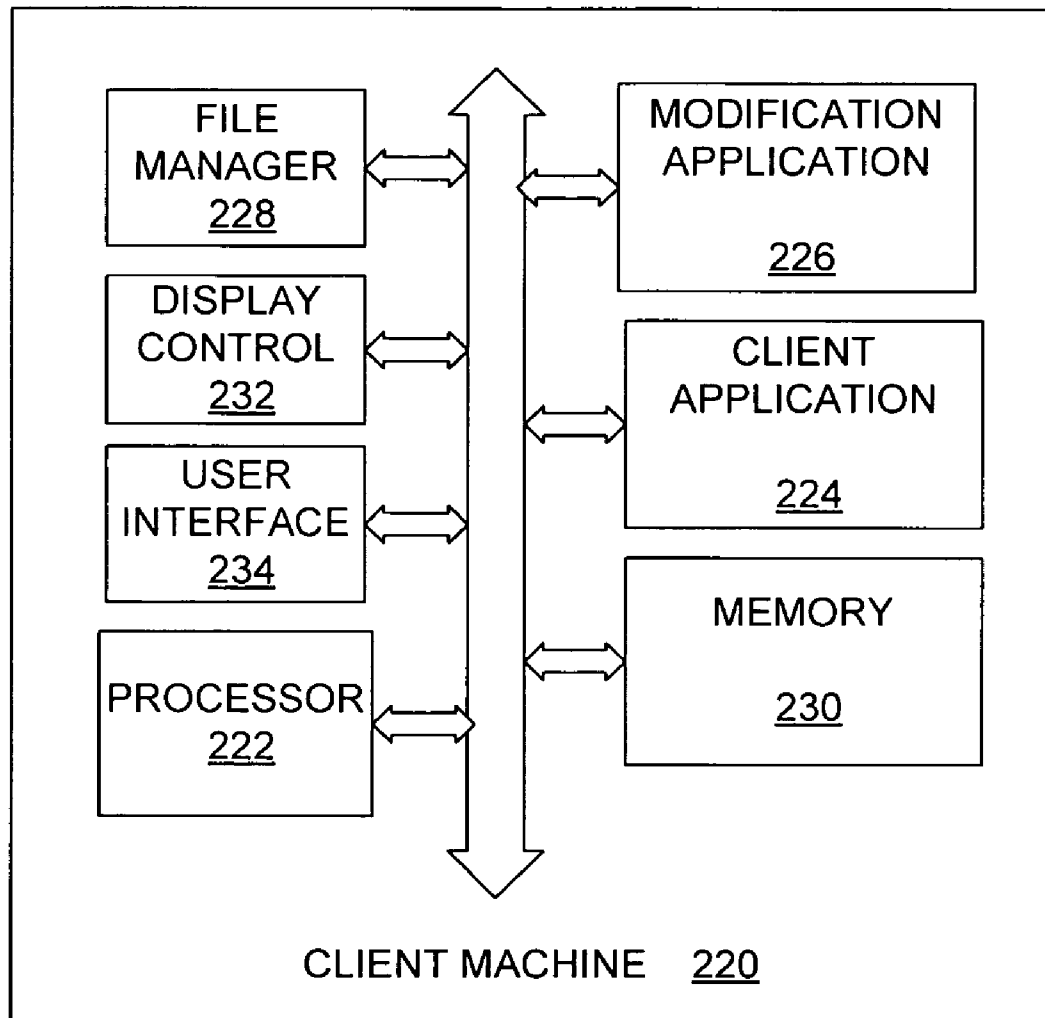 FILE
MANAGER
228
DISPLAY
CONTROL
232
USER
INTERFACE
234
PROCESSOR
222
MODIFICATION
APPLICATION
226
CLIENT
APPLICATION
224
MEMORY
230
CLIENT MACHINE 220